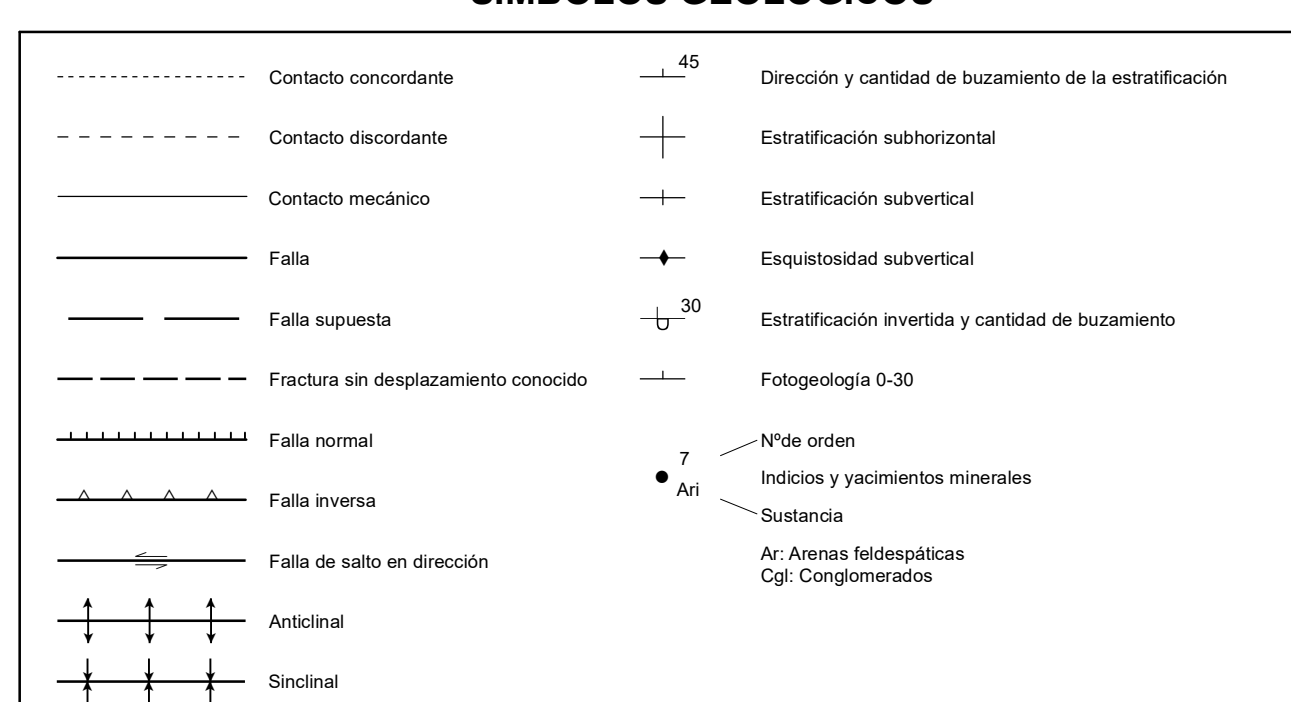 SÍMBOLOS GEOLÓGICOS
Contacto concordante
Contacto discordante
Contacto mecánico
Falla
Falla supuesta
Fractura sin desplazamiento conocido
Falla normal
Falla inversa
Falla de salto en dirección
Anticlinal
Sinclinal
45
Dirección y cantidad de buzamiento de la estratificación
Estratificación subhorizontal
Estratificación subvertical
Esquistosidad subvertical
30
Estratificación invertida y cantidad de buzamiento
Fotogeología 0-30
7
Ari
Nºde orden
Indicios y yacimientos minerales
Sustancia
Ar: Arenas feldespáticas
Cgl: Conglomerados